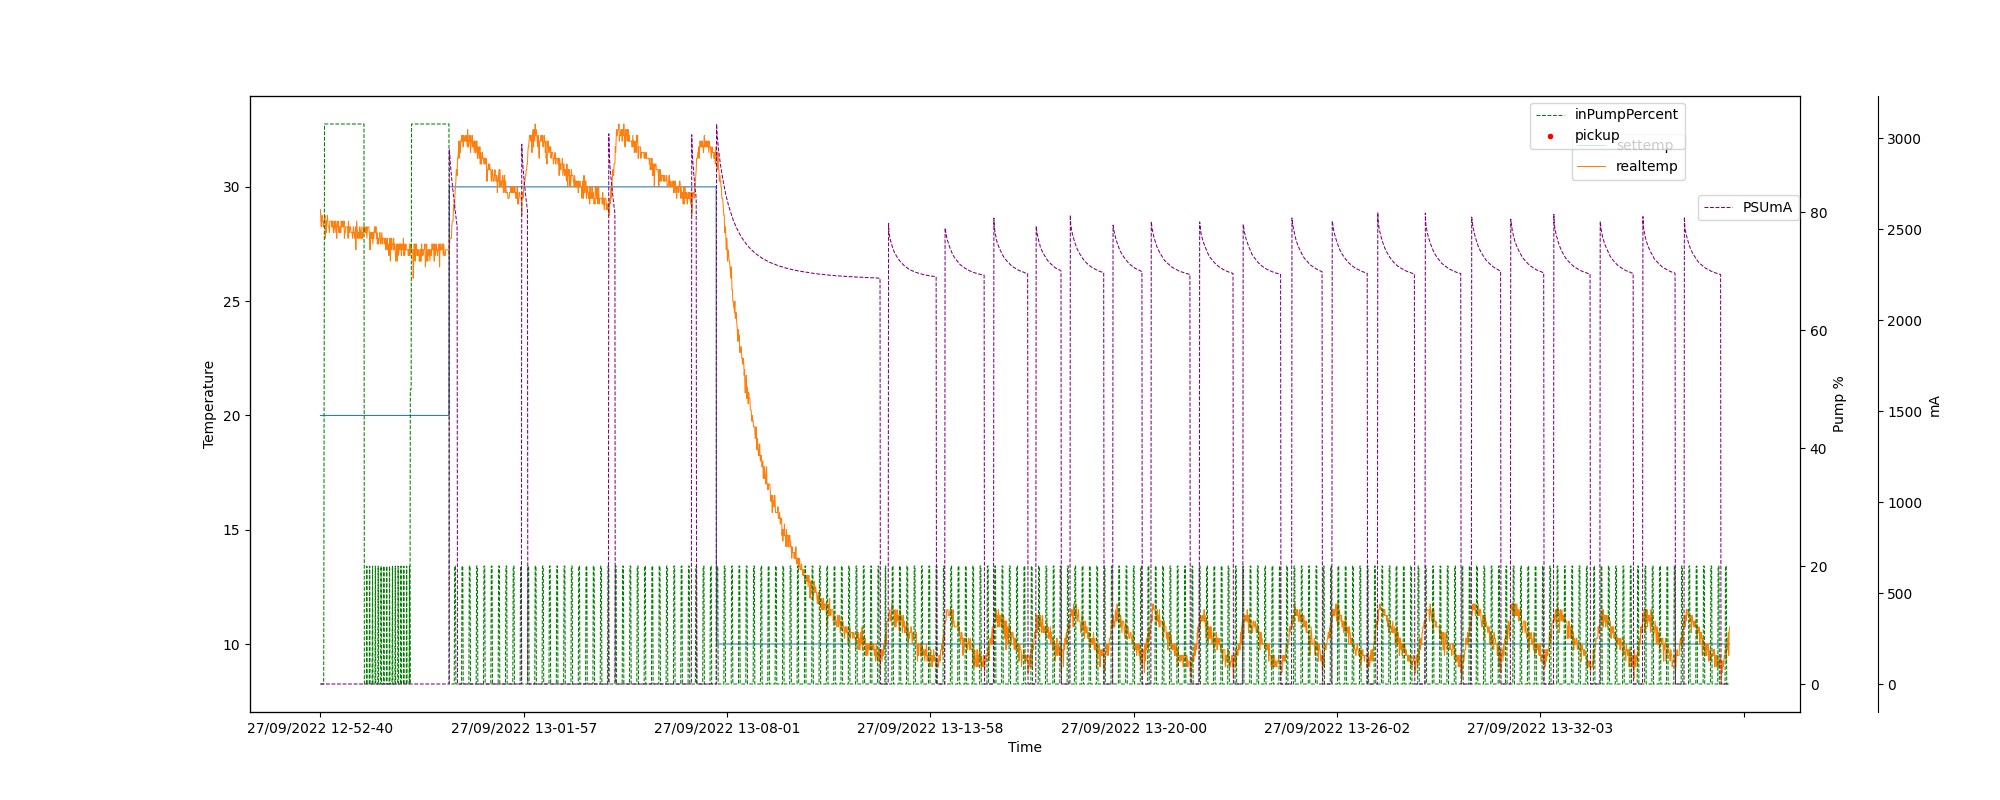 inPumpPercent
pickup
settemp
realtemp
PSUmA
30
25
20
15
10
Temperature
80
60
40
20
0
Pump %
3000
2500
2000
1500
1000
500
0
mA
27/09/2022 12-52-40
27/09/2022 13-01-57
27/09/2022 13-08-01
27/09/2022 13-13-58
27/09/2022 13-20-00
27/09/2022 13-26-02
27/09/2022 13-32-03
Time